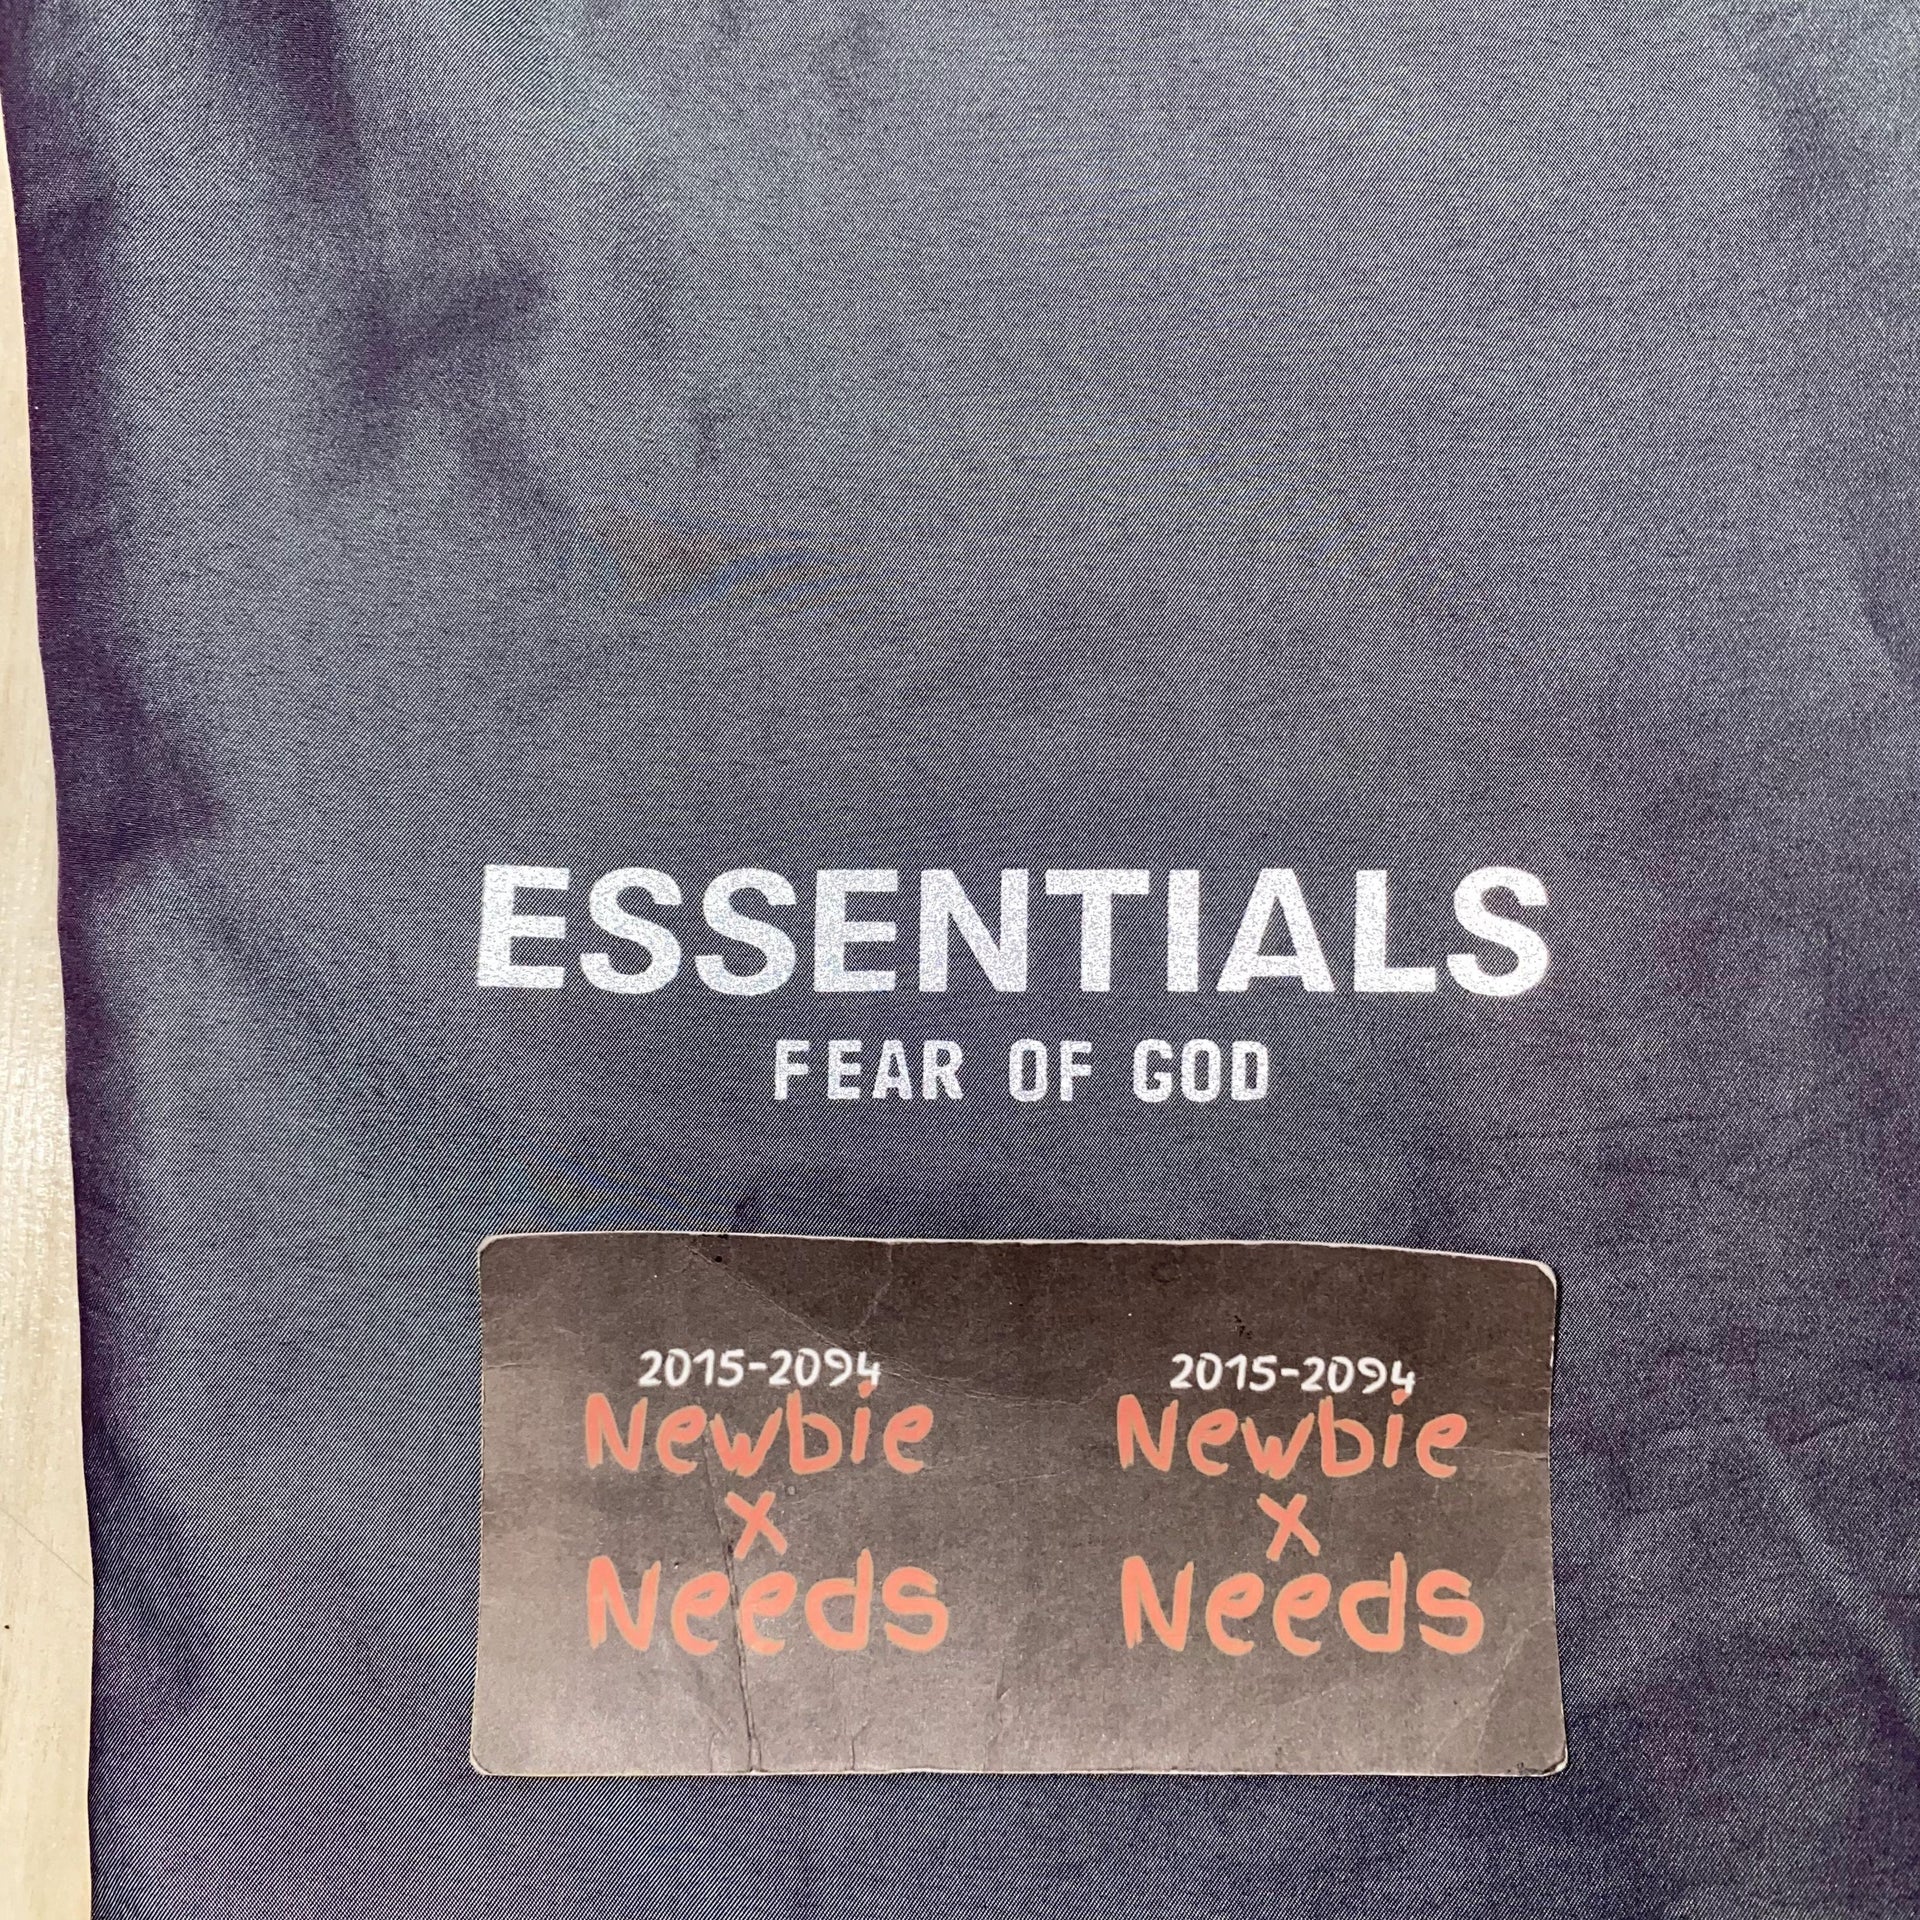 ESSENTIALS
FEAR OF GOD
2015-2094
Newbie
x
Needs
2015-2094
Newbie
x
Needs